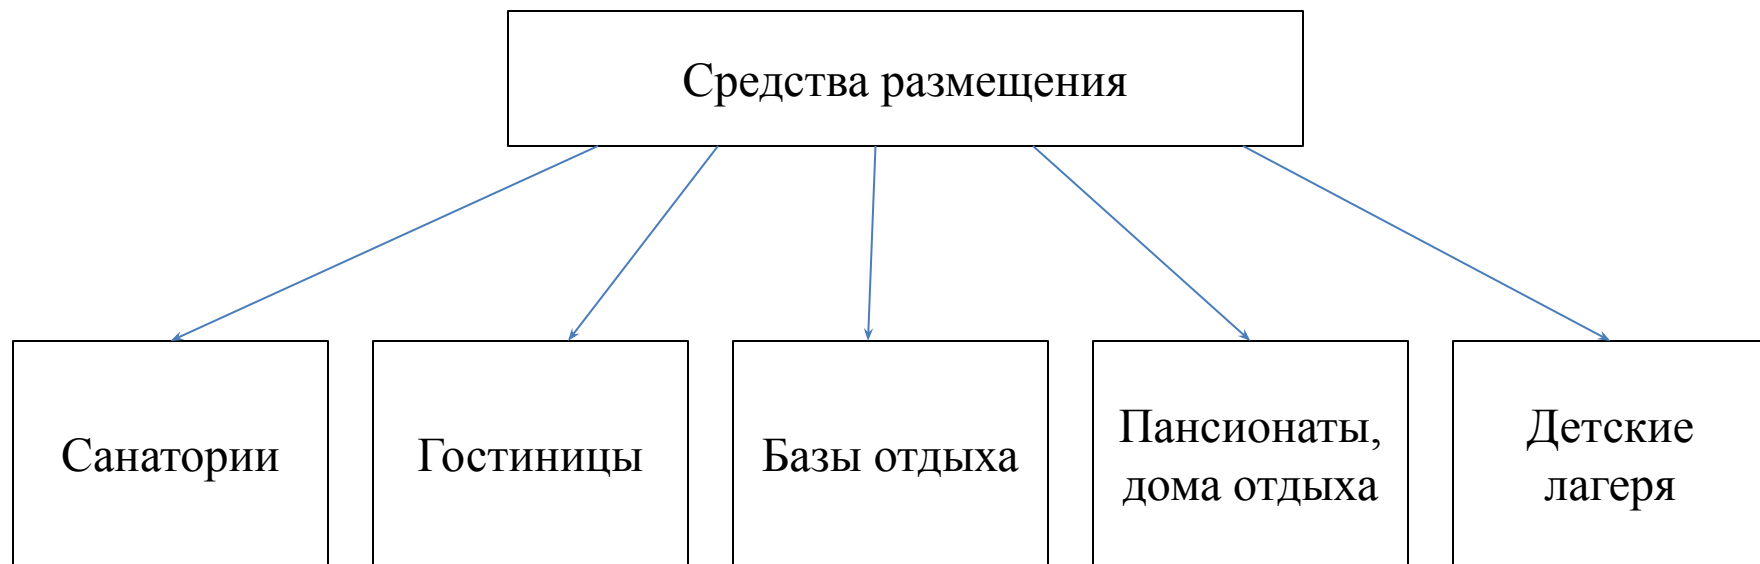 Средства размещения
Санатории
Гостиницы
Базы отдыха
Пансионаты,
дома отдыха
Детские
лагеря